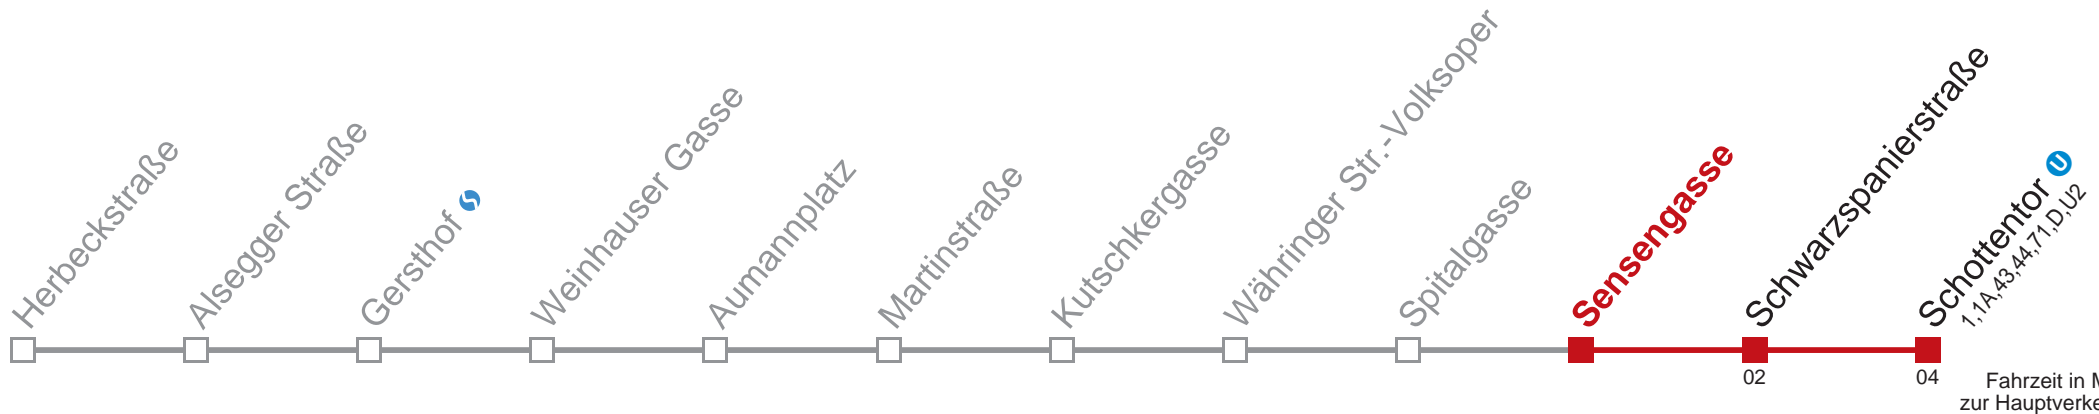 Herbeckstraße
Alsegger Straße
Gersthof
Weinhauser Gasse
Aumannplatz
Martinstraße
Kutschkergasse
Währinger Str.-Volksoper
Spitalgasse
Sensengasse
Schwarzspanierstraße
Schottentor U
1,1A,43,44,71,D,U2
02
04
Fahrzeit in
zur